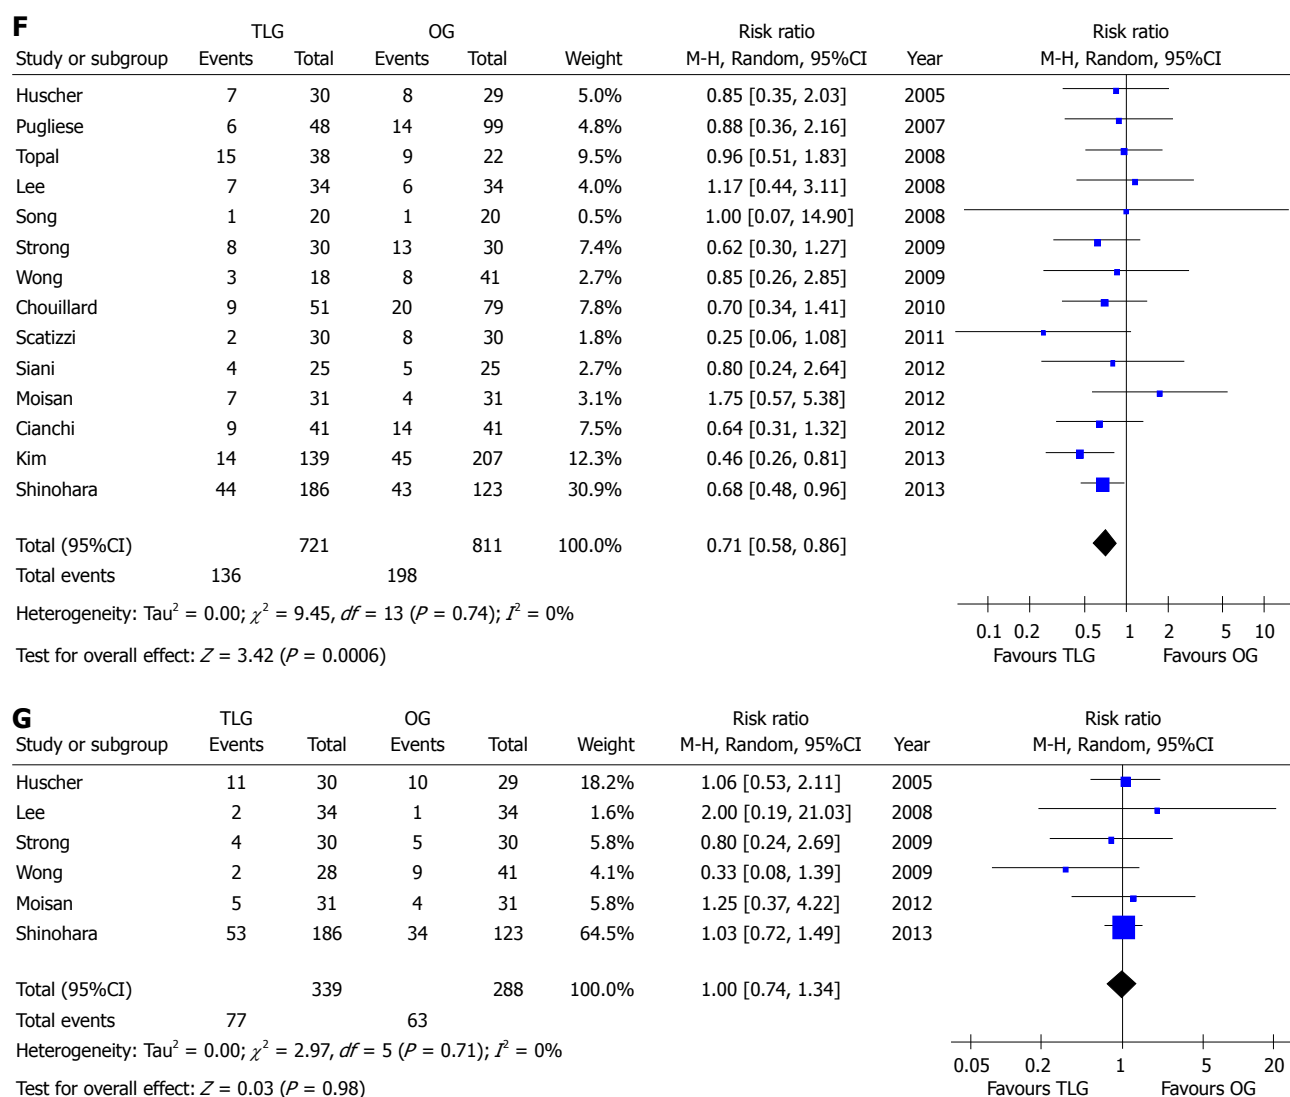 F
TLG OG Risk ratio Risk ratio
Study or subgroup Events Total Events Total Weight M-H, Random, 95%CI Year M-H, Random, 95%CI
Huscher 7 30 8 29 5.0% 0.85 [0.35, 2.03] 2005
Pugliese 6 48 14 99 4.8% 0.88 [0.36, 2.16] 2007
Topal 15 38 9 22 9.5% 0.96 [0.51, 1.83] 2008
Lee 7 34 6 34 4.0% 1.17 [0.44, 3.11] 2008
Song 1 20 1 20 0.5% 1.00 [0.07, 14.90] 2008
Strong 8 30 13 30 7.4% 0.62 [0.30, 1.27] 2009
Wong 3 18 8 41 2.7% 0.85 [0.26, 2.85] 2009
Chouillard 9 51 20 79 7.8% 0.70 [0.34, 1.41] 2010
Scatizzi 2 30 8 30 1.8% 0.25 [0.06, 1.08] 2011
Siani 4 25 5 25 2.7% 0.80 [0.24, 2.64] 2012
Moisan 7 31 4 31 3.1% 1.75 [0.57, 5.38] 2012
Cianchi 9 41 14 41 7.5% 0.64 [0.31, 1.32] 2012
Kim 14 139 45 207 12.3% 0.46 [0.26, 0.81] 2013
Shinohara 44 186 43 123 30.9% 0.68 [0.48, 0.96] 2013
Total (95%CI) 721 811 100.0% 0.71 [0.58, 0.86]
Total events 136 198
Heterogeneity: Tau² = 0.00; χ² = 9.45, df = 13 (P = 0.74); I² = 0%
0.1 0.2 0.5 1 2 5 10
Test for overall effect: Z = 3.42 (P = 0.0006) Favours TLG Favours OG
G
TLG OG Risk ratio Risk ratio
Study or subgroup Events Total Events Total Weight M-H, Random, 95%CI Year M-H, Random, 95%CI
Huscher 11 30 10 29 18.2% 1.06 [0.53, 2.11] 2005
Lee 2 34 1 34 1.6% 2.00 [0.19, 21.03] 2008
Strong 4 30 5 30 5.8% 0.80 [0.24, 2.69] 2009
Wong 2 28 9 41 4.1% 0.33 [0.08, 1.39] 2009
Moisan 5 31 4 31 5.8% 1.25 [0.37, 4.22] 2012
Shinohara 53 186 34 123 64.5% 1.03 [0.72, 1.49] 2013
Total (95%CI) 339 288 100.0% 1.00 [0.74, 1.34]
Total events 77 63
Heterogeneity: Tau² = 0.00; χ² = 2.97, df = 5 (P = 0.71); I² = 0%
0.05 0.2 1 5 20
Test for overall effect: Z = 0.03 (P = 0.98) Favours TLG Favours OG